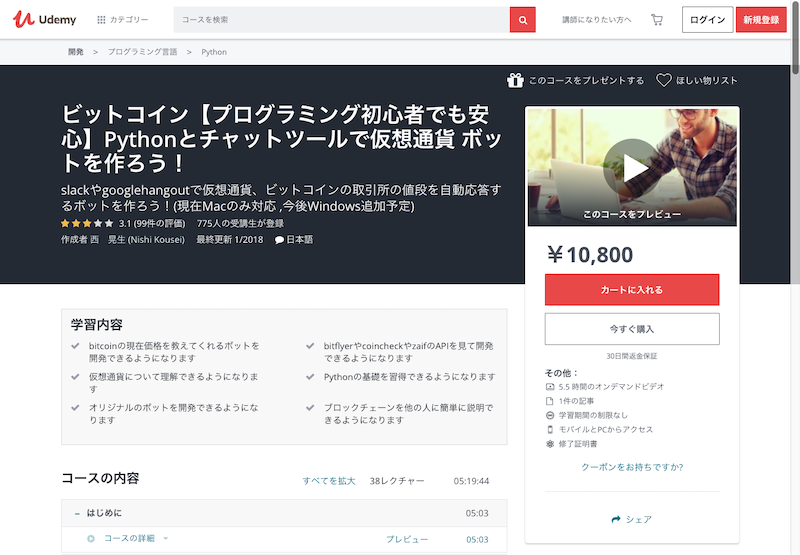 Udemy
カテゴリー
コースを検索
講師になりたい方へ
ログイン
新規登録
開発 > プログラミング言語 > Python
このコースをプレゼントする
ほしい物リスト
ビットコイン【プログラミング初心者でも安
心】Pythonとチャットツールで仮想通貨 ボッ
トを作ろう！
slackやgooglehangoutで仮想通貨、ビットコインの取引所の値段を自動応答す
るボットを作ろう！(現在Macのみ対応 ,今後Windows追加予定)
3.1 (99件の評価) 775人の受講生が登録
作成者 西 晃生 (Nishi Kousei) 最終更新 1/2018 日本語
このコースをプレビュー
￥10,800
カートに入れる
今すぐ購入
30日間返金保証
その他：
5.5 時間のオンデマンドビデオ
1件の記事
学習期間の制限なし
モバイルとPCからアクセス
修了証明書
クーポンをお持ちですか?
シェア
学習内容
bitcoinの現在価格を教えてくれるボットを
開発できるようになります
仮想通貨について理解できるようになりま
す
オリジナルのボットを開発できるようにな
ります
bitflyerやcoincheckやzaifのAPIを見て開発
できるようになります
Pythonの基礎を習得できるようになります
ブロックチェーンを他の人に簡単に説明で
きるようになります
コースの内容
すべてを拡大
38レクチャー
05:19:44
– はじめに
05:03
コースの詳細
プレビュー
05:03